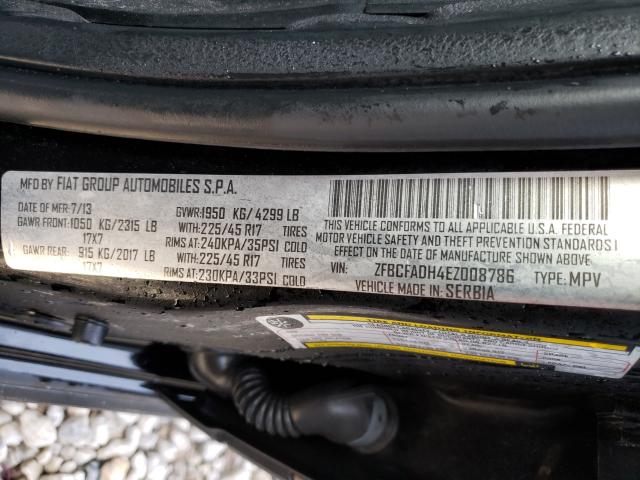 MFD BY FIAT GROUP AUTOMOBILES S.P.A.
DATE OF MFR: 7/13 GVWR: 1950 KG/ 4299 LB
GAWR FRONT: 1050 KG/2315 LB WITH: 225/45 R17 TIRES
17X7 RIMS AT: 240KPA/35PSI COLD
GAWR REAR: 915 KG/2017 LB WITH: 225/45 R17 TIRES
17X7 RIMS AT: 230KPA/33PSI COLD
THIS VEHICLE CONFORMS TO ALL APPLICABLE U.S.A. FEDERAL
MOTOR VEHICLE SAFETY AND THEFT PREVENTION STANDARDS I
EFFECT ON THE DATE OF MANUFACTURE SHOWN ABOVE.
VIN: ZFBCFADH4EZ008786 TYPE: MPV
VEHICLE MADE IN: SERBIA
TIRE AND LOADING INFORMATION